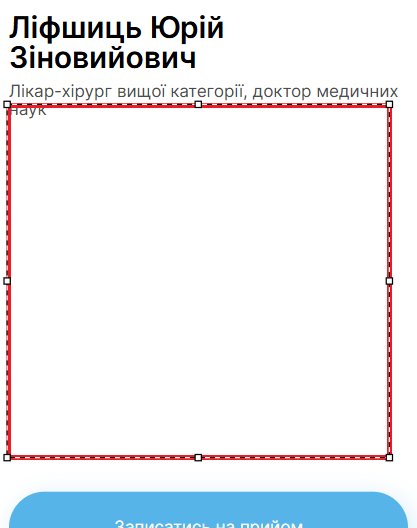 Ліфшиць Юрій
Зіновийович
Лікар-хірург вищої категорії, доктор медичних
наук
Записатись на прийом